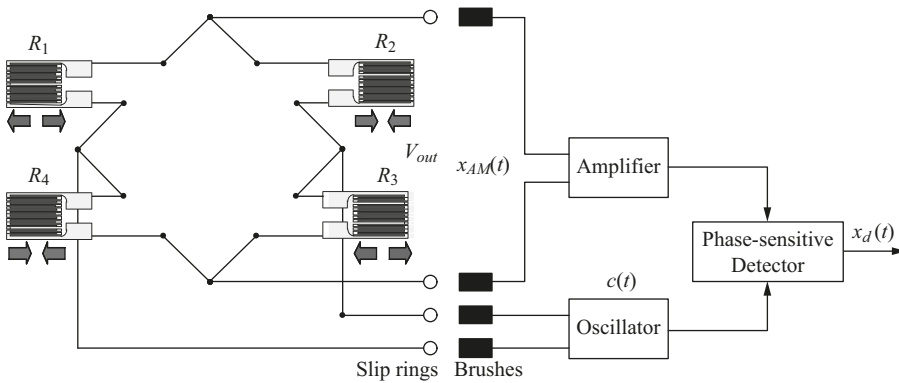 R1
R2
Vout
xAM(t)
Amplifier
R4
R3
Phase-sensitive
Detector
xd(t)
c(t)
Oscillator
Slip rings
Brushes